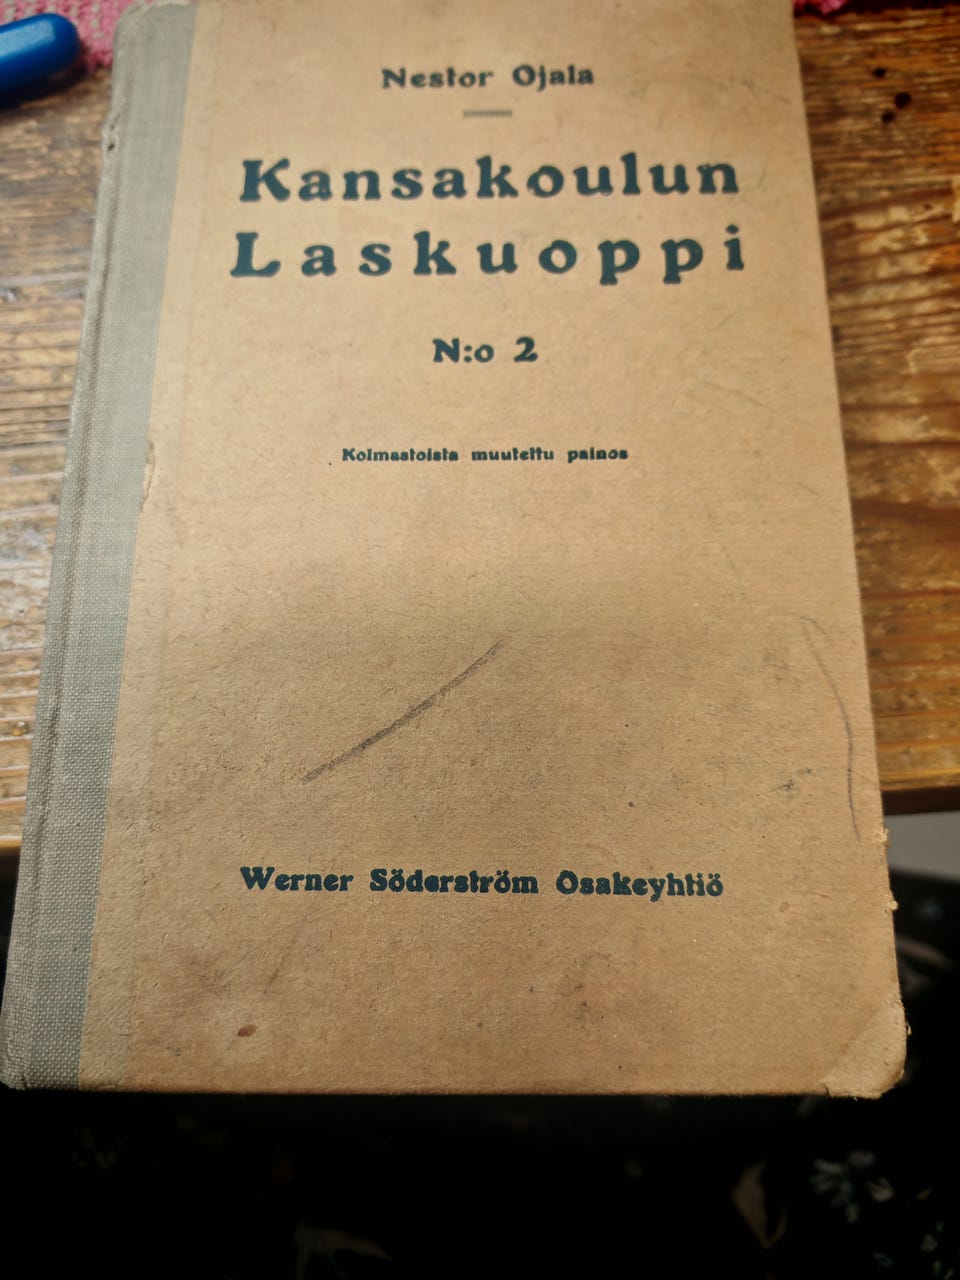 Nestor Ojala
Kansakoulun
Laskuoppi
N:o 2
Kolmastoista muutettu painos
Werner Söderström Osakeyhtiö